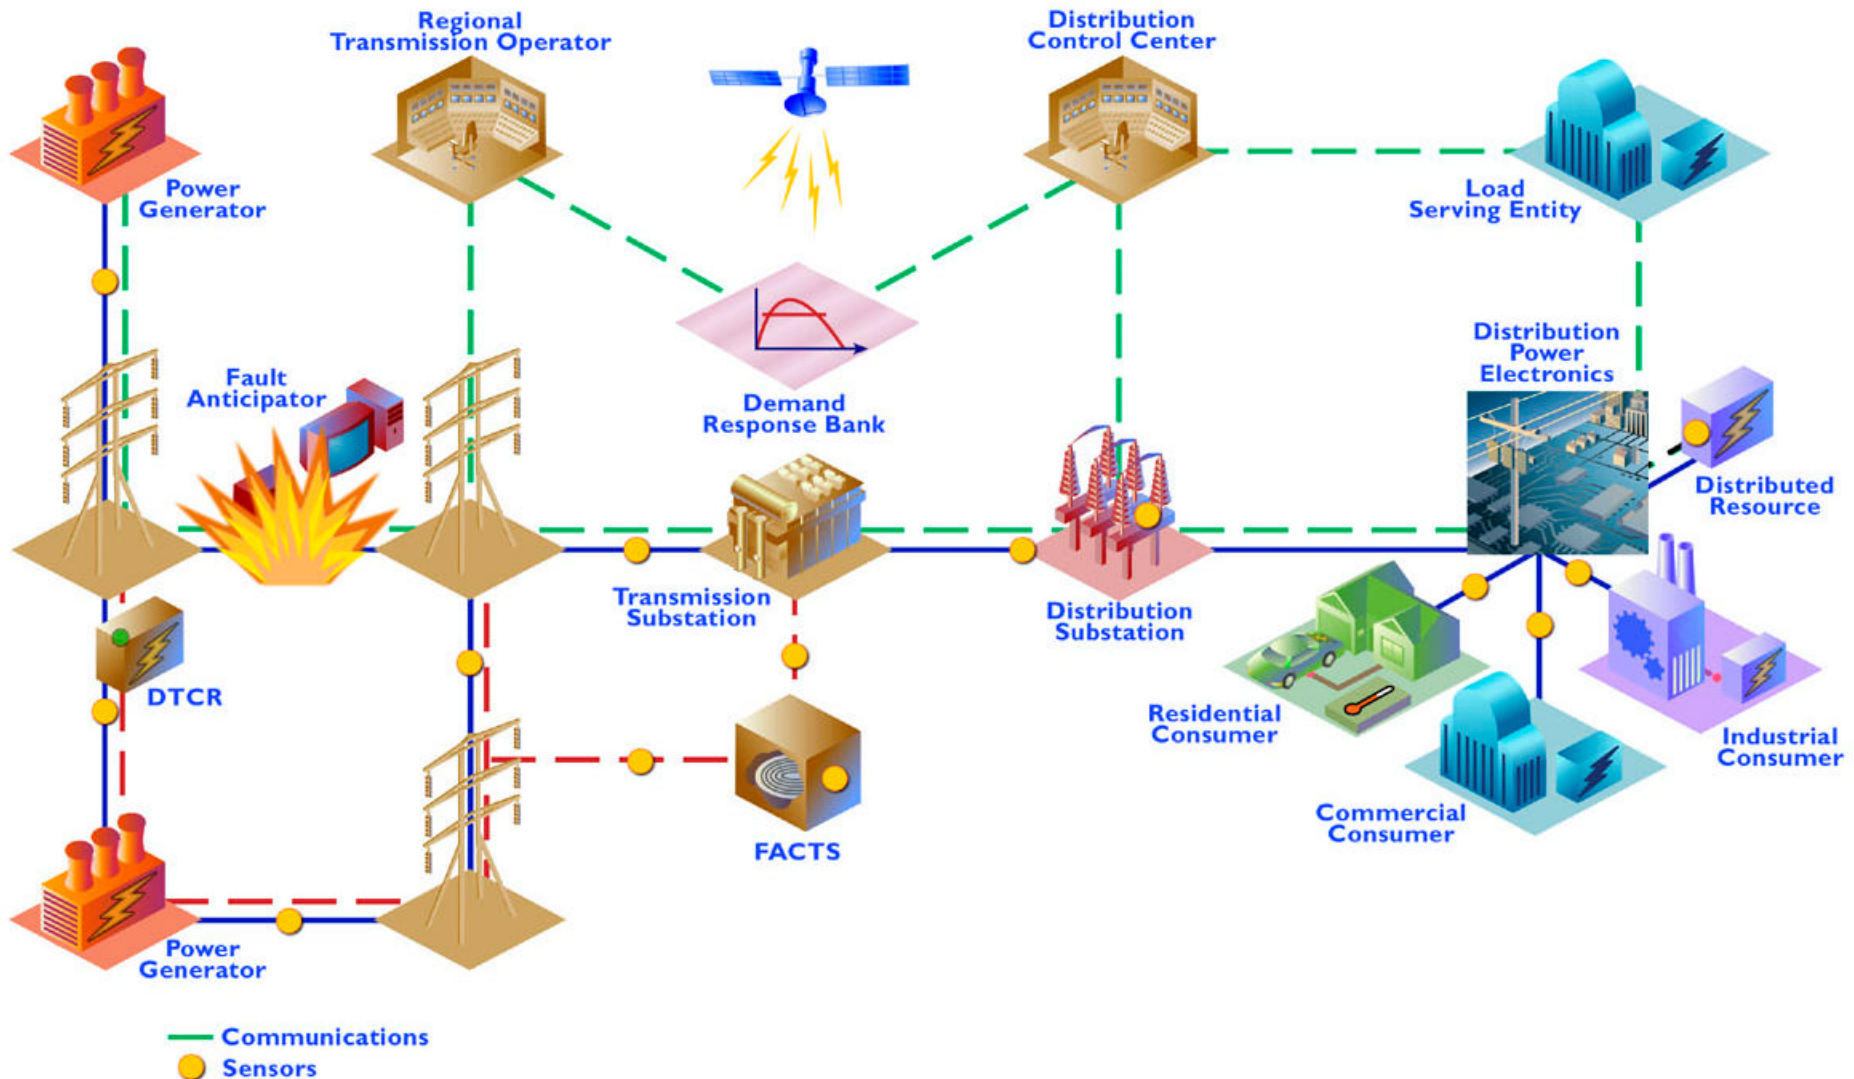 Regional
Transmission Operator
Distribution
Control Center
Power
Generator
Load
Serving Entity
Distribution
Power
Electronics
Fault
Anticipator
Demand
Response Bank
Distributed
Resource
Transmission
Substation
Distribution
Substation
DTCR
Residential
Consumer
Industrial
Consumer
Commercial
Consumer
FACTS
Power
Generator
Communications
Sensors